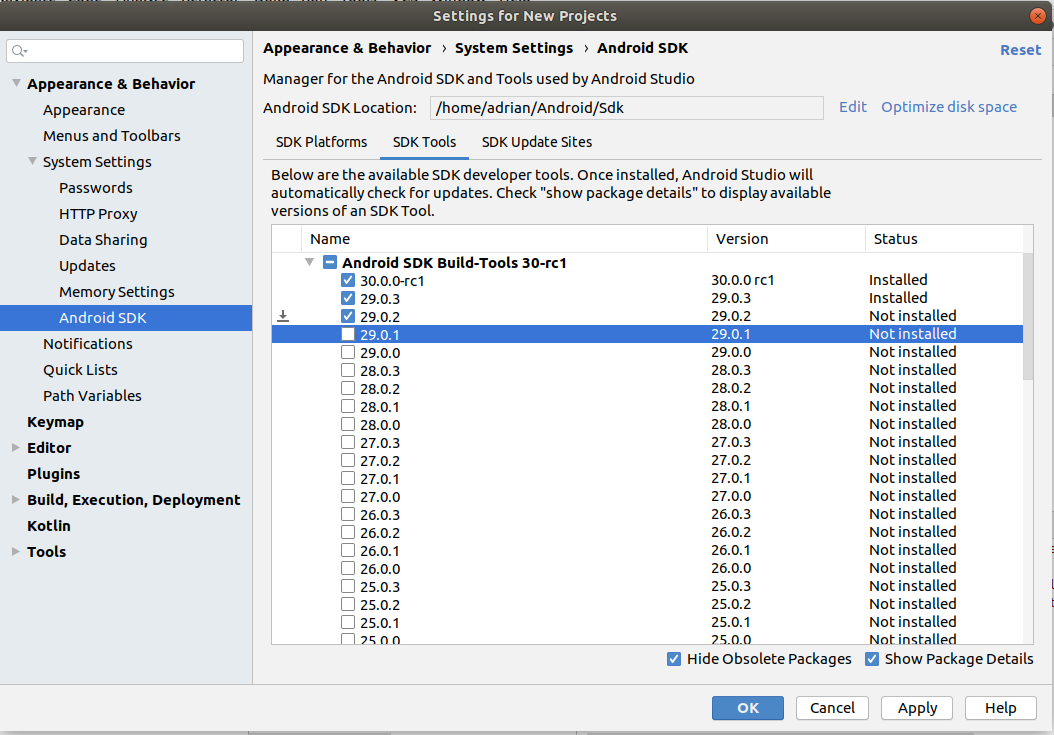 Settings for New Projects
Appearance & Behavior
Appearance
Menus and Toolbars
System Settings
Passwords
HTTP Proxy
Data Sharing
Updates
Memory Settings
Android SDK
Notifications
Quick Lists
Path Variables
Keymap
Editor
Plugins
Build, Execution, Deployment
Kotlin
Tools
Appearance & Behavior › System Settings › Android SDK Reset
Manager for the Android SDK and Tools used by Android Studio
Android SDK Location: /home/adrian/Android/Sdk Edit Optimize disk space
SDK Platforms SDK Tools SDK Update Sites
Below are the available SDK developer tools. Once installed, Android Studio will
automatically check for updates. Check "show package details" to display available
versions of an SDK Tool.
Name Version Status
Android SDK Build-Tools 30-rc1
30.0.0-rc1 30.0.0 rc1 Installed
29.0.3 29.0.3 Installed
29.0.2 29.0.2 Not installed
29.0.1 29.0.1 Not installed
29.0.0 29.0.0 Not installed
28.0.3 28.0.3 Not installed
28.0.2 28.0.2 Not installed
28.0.1 28.0.1 Not installed
28.0.0 28.0.0 Not installed
27.0.3 27.0.3 Not installed
27.0.2 27.0.2 Not installed
27.0.1 27.0.1 Not installed
27.0.0 27.0.0 Not installed
26.0.3 26.0.3 Not installed
26.0.2 26.0.2 Not installed
26.0.1 26.0.1 Not installed
26.0.0 26.0.0 Not installed
25.0.3 25.0.3 Not installed
25.0.2 25.0.2 Not installed
25.0.1 25.0.1 Not installed
25.0.0 25.0.0 Not installed
Hide Obsolete Packages Show Package Details
OK Cancel Apply Help